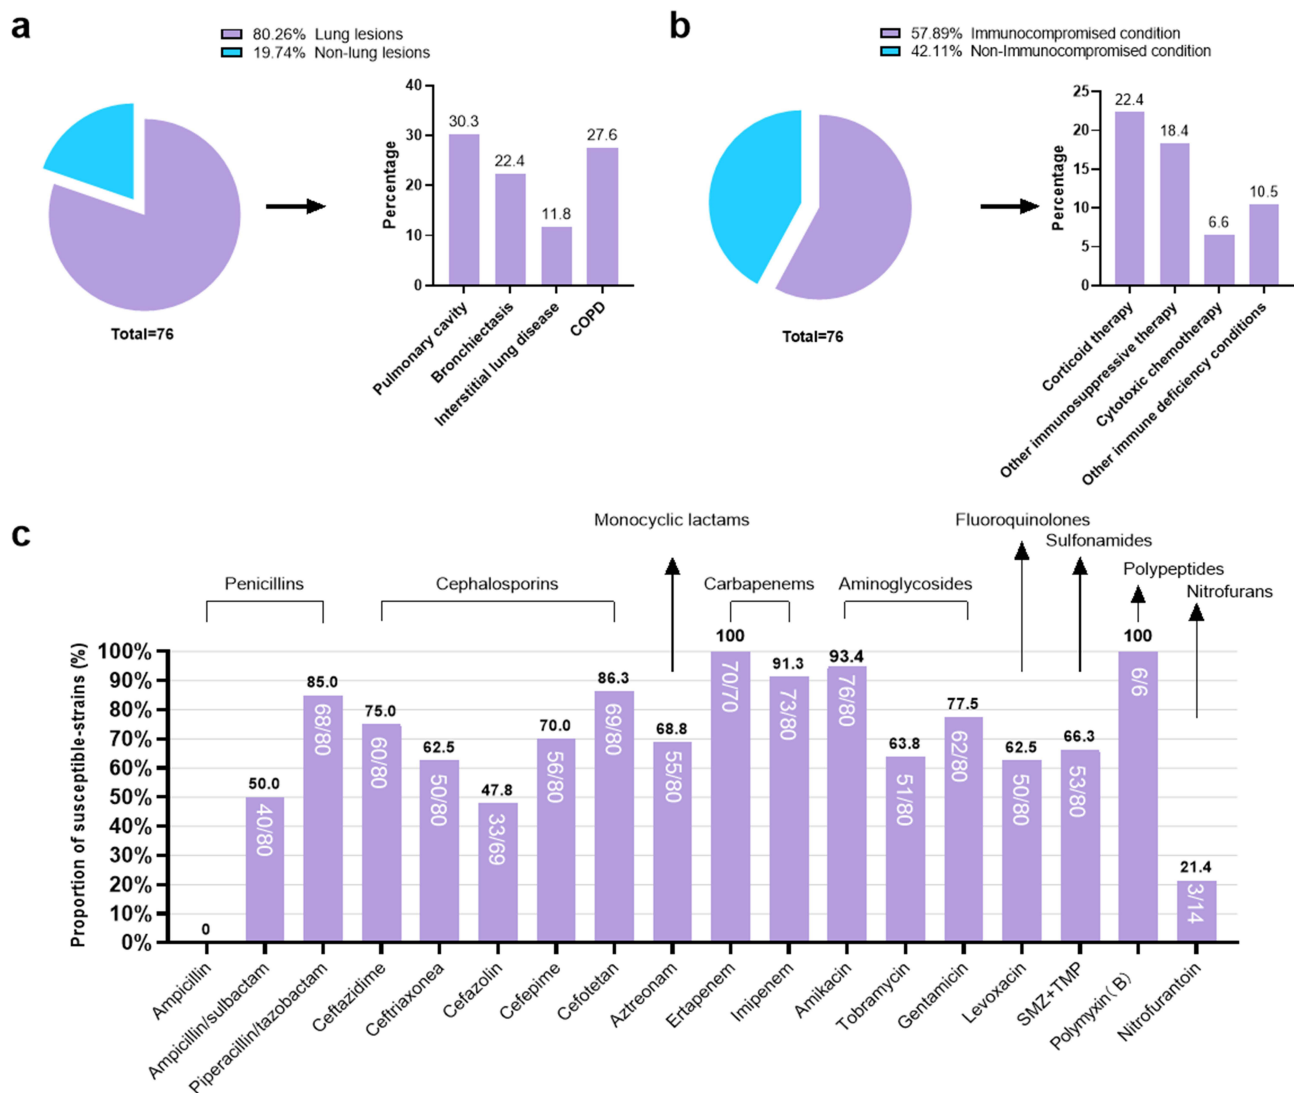 a
80.26% Lung lesions
19.74% Non-lung lesions
Total=76
Percentage
40
30
20
10
0
30.3
22.4
11.8
27.6
Pulmonary cavity
Bronchiectasis
Interstitial lung disease
COPD
b
57.89% Immunocompromised condition
42.11% Non-Immunocompromised condition
Total=76
Percentage
25
20
15
10
5
0
22.4
18.4
6.6
10.5
Corticoid therapy
Other immunosuppressive therapy
Cytotoxic chemotherapy
Other immune deficiency conditions
c
Monocyclic lactams
Fluoroquinolones
Sulfonamides
Polypeptides
Nitrofurans
Penicillins
Cephalosporins
Carbapenems
Aminoglycosides
Proportion of susceptible-strains (%)
100%
90%
80%
70%
60%
50%
40%
30%
20%
10%
0%
0
50.0
85.0
75.0
62.5
47.8
70.0
86.3
68.8
100
91.3
93.4
63.8
77.5
62.5
66.3
100
21.4
40/80
68/80
60/80
50/80
33/69
56/80
69/80
55/80
70/70
73/80
76/80
51/80
62/80
50/80
53/80
6/6
3/14
Ampicillin
Ampicillin/sulbactam
Piperacillin/tazobactam
Ceftazidime
Ceftriaxonea
Cefazolin
Cefepime
Cefotetan
Aztreonam
Ertapenem
Imipenem
Amikacin
Tobramycin
Gentamicin
Levoxacin
SMZ+TMP
Polymyxin( B)
Nitrofurantoin